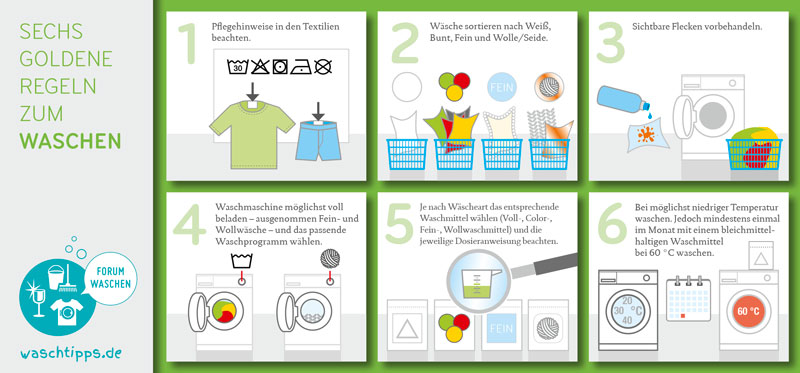 SECHS
GOLDENE
REGELN
ZUM
WASCHEN
FORUM
WASCHEN
waschtipps.de
1
Pflegehinweise in den Textilien
beachten.
30
2
Wäsche sortieren nach Weiß,
Bunt, Fein und Wolle/Seide.
FEIN
3
Sichtbare Flecken vorbehandeln.
4
Waschmaschine möglichst voll
beladen – ausgenommen Fein- und
Wollwäsche – und das passende
Waschprogramm wählen.
5
Je nach Wäscheart das entsprechende
Waschmittel wählen (Voll-, Color-,
Fein-, Wollwaschmittel) und die
jeweilige Dosieranweisung beachten.
FEIN
6
Bei möglichst niedriger Temperatur
waschen. Jedoch mindestens einmal
im Monat mit einem bleichmittel-
haltigen Waschmittel
bei 60 °C waschen.
20
30 °C
40
60 °C